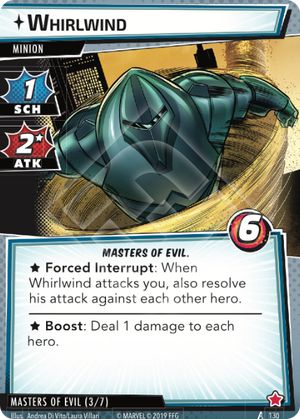 WHIRLWIND
MINION
1
SCH
2
ATK
6
MASTERS OF EVIL.
★ Forced Interrupt: When
Whirlwind attacks you, also resolve
his attack against each other hero.
★ Boost: Deal 1 damage to each
hero.
MASTERS OF EVIL (3/7)
Illus. Andrea Di Vito/Laura Villari © MARVEL © 2019 FFG 130